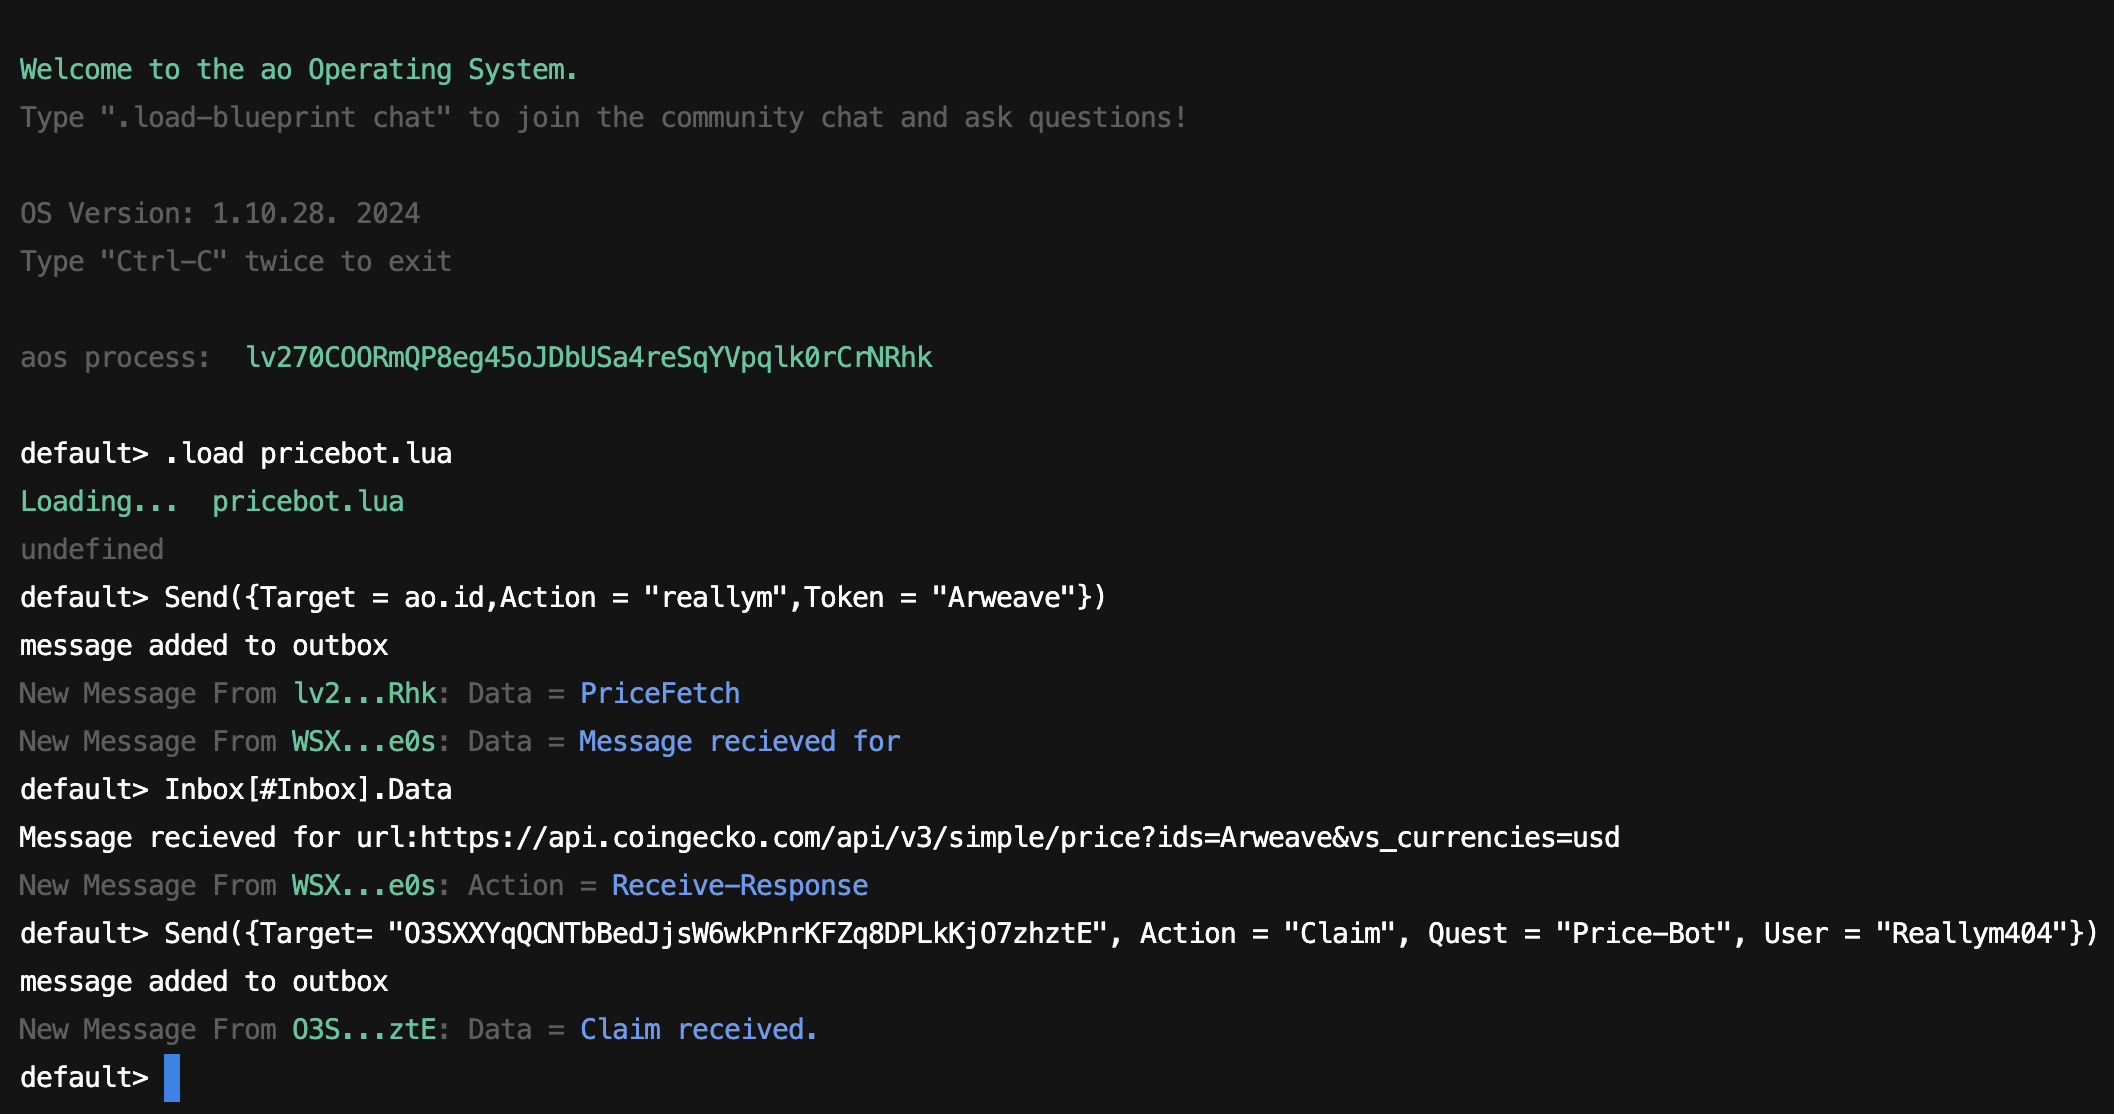 Welcome to the ao Operating System.
Type ".load-blueprint chat" to join the community chat and ask questions!
OS Version: 1.10.28. 2024
Type "Ctrl-C" twice to exit
aos process:  lv270COORmQP8eg45oJDbUSa4reSqYVpqlk0rCrNRhk
default> .load pricebot.lua
Loading...  pricebot.lua
undefined
default> Send({Target = ao.id,Action = "reallym",Token = "Arweave"})
message added to outbox
New Message From lv2...Rhk: Data = PriceFetch
New Message From WSX...e0s: Data = Message recieved for
default> Inbox[#Inbox].Data
Message recieved for url:https://api.coingecko.com/api/v3/simple/price?ids=Arweave&vs_currencies=usd
New Message From WSX...e0s: Action = Receive-Response
default> Send({Target= "O3SXXYqQCNTbBedJjsW6wkPnrKFZq8DPLkKjO7zhztE", Action = "Claim", Quest = "Price-Bot", User = "Reallym404"})
message added to outbox
New Message From O3S...ztE: Data = Claim received.
default>